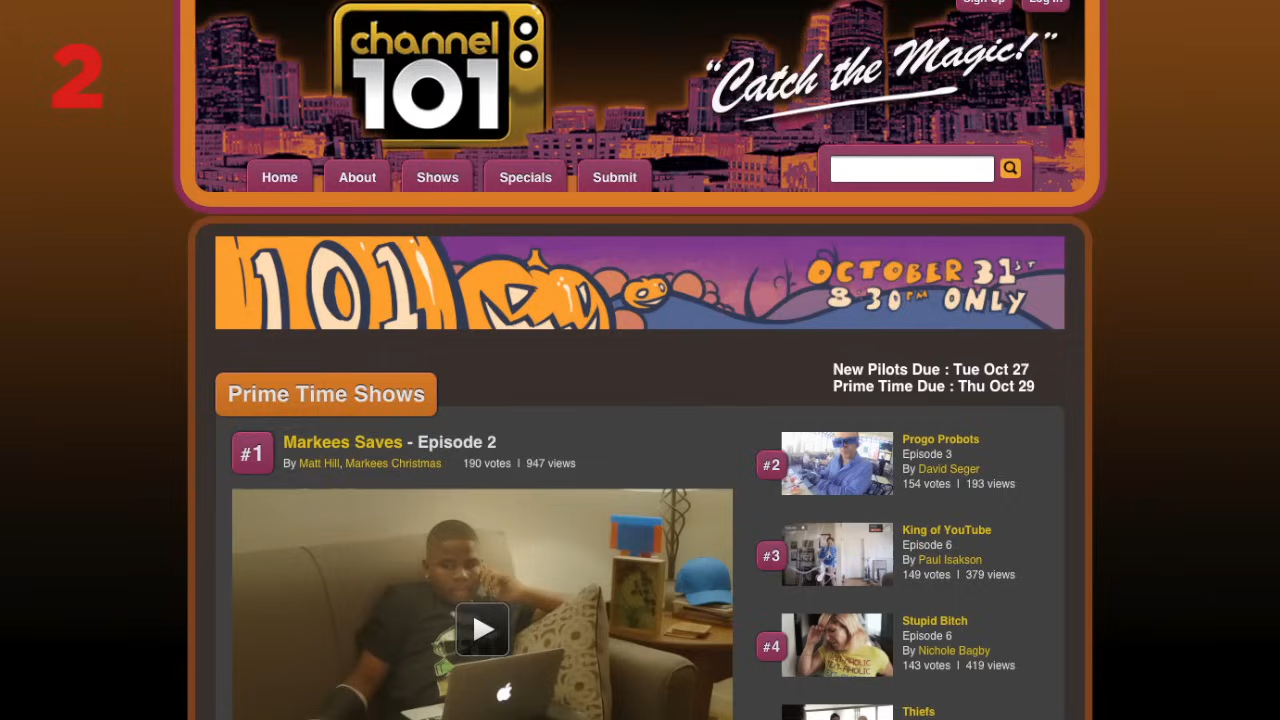 2
Sign Up
Log In
channel
101
"Catch the Magic!"
Home
About
Shows
Specials
Submit
101
OCTOBER 31ST
8:30PM ONLY
New Pilots Due : Tue Oct 27
Prime Time Due : Thu Oct 29
Prime Time Shows
#1
Markees Saves - Episode 2
By Matt Hill, Markees Christmas 190 votes | 947 views
#2
Progo Probots
Episode 3
By David Seger
154 votes | 193 views
#3
King of YouTube
Episode 6
By Paul Isakson
149 votes | 379 views
#4
Stupid Bitch
Episode 6
By Nichole Bagby
143 votes | 419 views
Thiefs